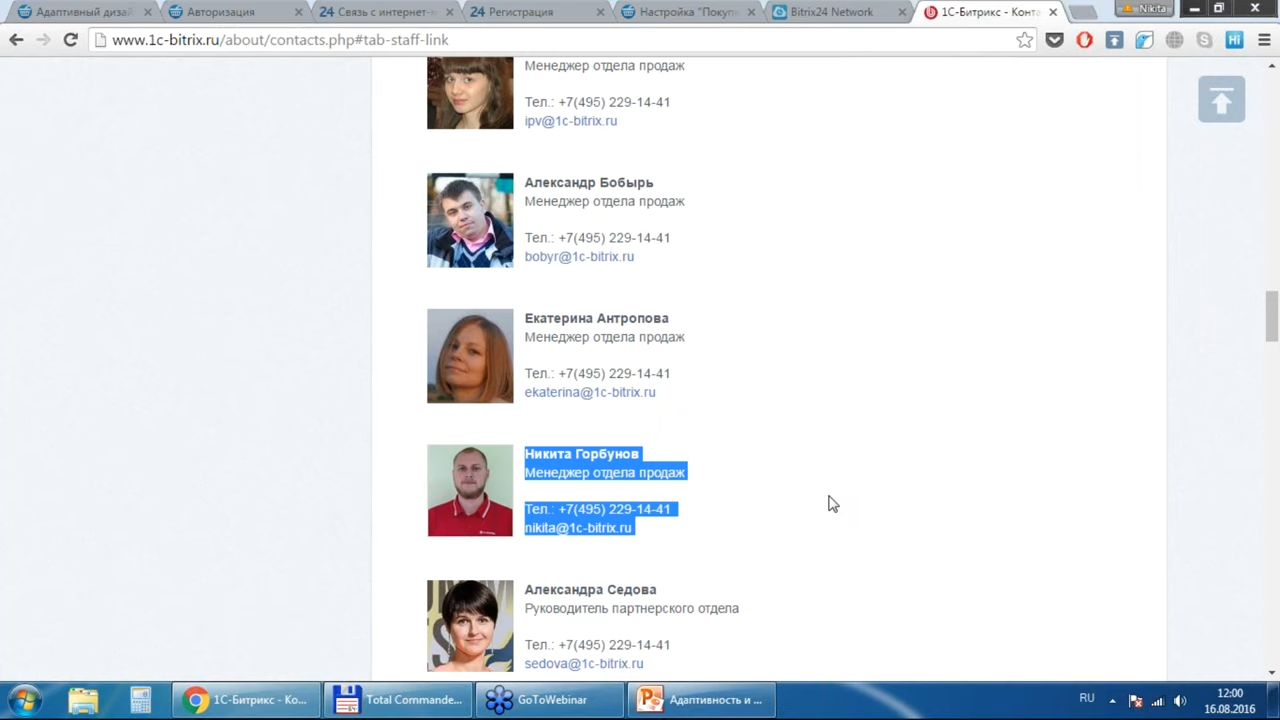 Адаптивный дизай
Авторизация
24 Связь с интернет-м
24 Регистрация
Настройка "Покупк
Bitrix24 Network
1С-Битрикс - Конта
Nikita
www.1c-bitrix.ru/about/contacts.php#tab-staff-link
Hi
Менеджер отдела продаж
Тел.: +7(495) 229-14-41
ipv@1c-bitrix.ru
Александр Бобырь
Менеджер отдела продаж
Тел.: +7(495) 229-14-41
bobyr@1c-bitrix.ru
Екатерина Антропова
Менеджер отдела продаж
Тел.: +7(495) 229-14-41
ekaterina@1c-bitrix.ru
Никита Горбунов
Менеджер отдела продаж
Тел.: +7(495) 229-14-41
nikita@1c-bitrix.ru
Александра Седова
Руководитель партнерского отдела
Тел.: +7(495) 229-14-41
sedova@1c-bitrix.ru
1С-Битрикс - Ко...
Total Commande...
GoToWebinar
Адаптивность и ...
RU
12:00
16.08.2016